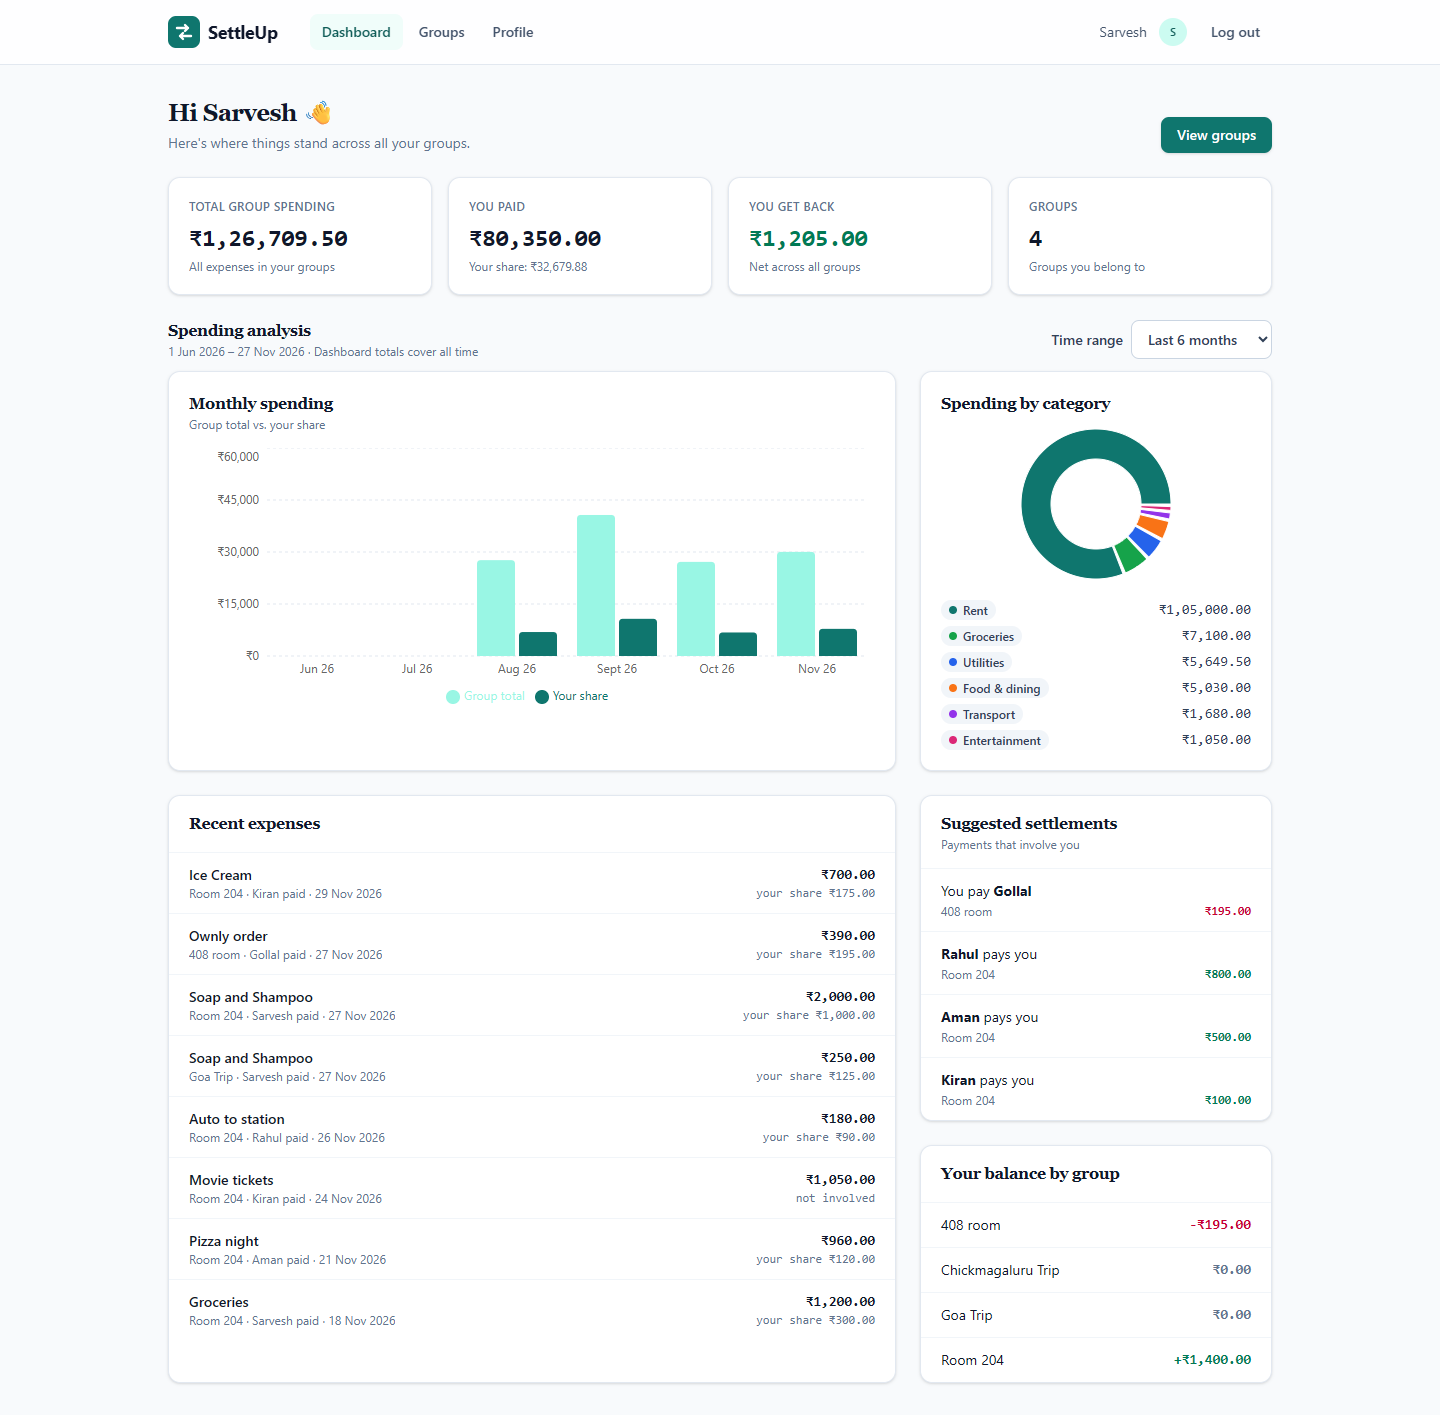 SettleUp
Dashboard
Groups
Profile
Sarvesh
S
Log out
Hi Sarvesh 👋
Here's where things stand across all your groups.
View groups
TOTAL GROUP SPENDING
₹1,26,709.50
All expenses in your groups
YOU PAID
₹80,350.00
Your share: ₹32,679.88
YOU GET BACK
₹1,205.00
Net across all groups
GROUPS
4
Groups you belong to
Spending analysis
1 Jun 2026 – 27 Nov 2026 · Dashboard totals cover all time
Time range
Last 6 months
Monthly spending
Group total vs. your share
₹60,000
₹45,000
₹30,000
₹15,000
₹0
Jun 26
Jul 26
Aug 26
Sept 26
Oct 26
Nov 26
Group total
Your share
Spending by category
Rent ₹1,05,000.00
Groceries ₹7,100.00
Utilities ₹5,649.50
Food & dining ₹5,030.00
Transport ₹1,680.00
Entertainment ₹1,050.00
Recent expenses
Ice Cream ₹700.00
Room 204 · Kiran paid · 29 Nov 2026 your share ₹175.00
Ownly order ₹390.00
408 room · Gollal paid · 27 Nov 2026 your share ₹195.00
Soap and Shampoo ₹2,000.00
Room 204 · Sarvesh paid · 27 Nov 2026 your share ₹1,000.00
Soap and Shampoo ₹250.00
Goa Trip · Sarvesh paid · 27 Nov 2026 your share ₹125.00
Auto to station ₹180.00
Room 204 · Rahul paid · 26 Nov 2026 your share ₹90.00
Movie tickets ₹1,050.00
Room 204 · Kiran paid · 24 Nov 2026 not involved
Pizza night ₹960.00
Room 204 · Aman paid · 21 Nov 2026 your share ₹120.00
Groceries ₹1,200.00
Room 204 · Sarvesh paid · 18 Nov 2026 your share ₹300.00
Suggested settlements
Payments that involve you
You pay Gollal
408 room ₹195.00
Rahul pays you
Room 204 ₹800.00
Aman pays you
Room 204 ₹500.00
Kiran pays you
Room 204 ₹100.00
Your balance by group
408 room -₹195.00
Chickmagaluru Trip ₹0.00
Goa Trip ₹0.00
Room 204 +₹1,400.00